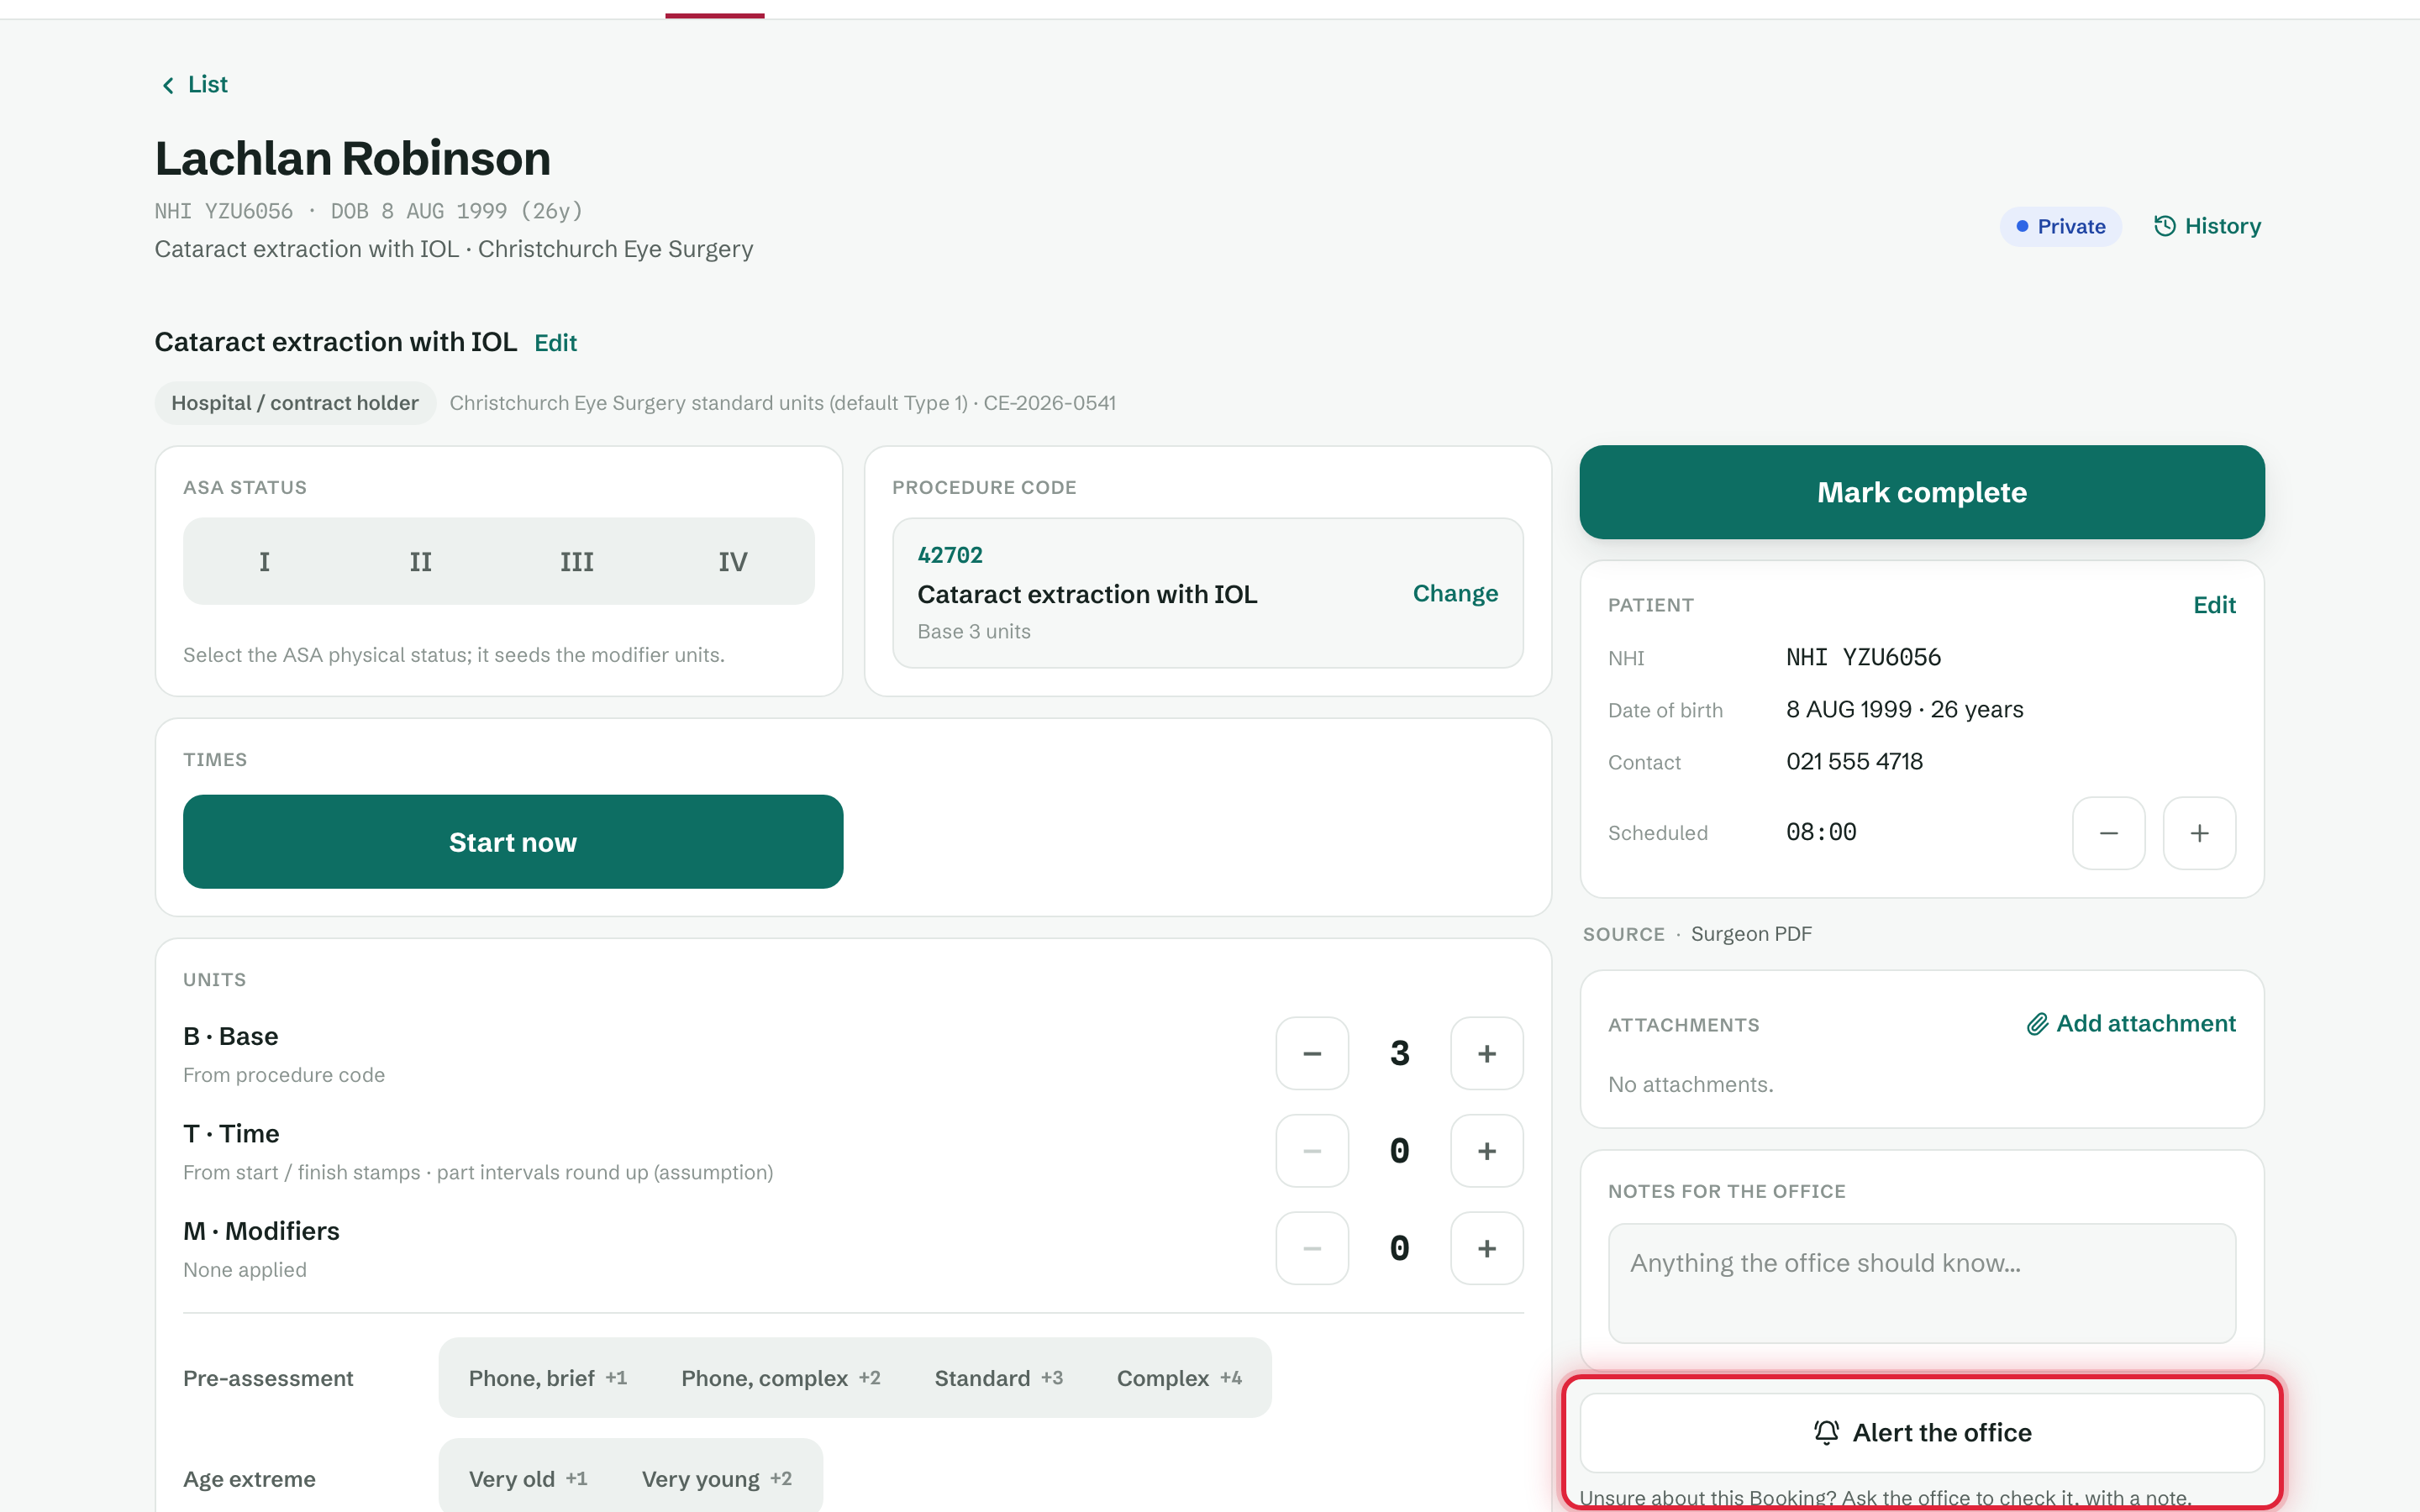 List
Lachlan Robinson
NHI YZU6056 · DOB 8 AUG 1999 (26y)
Cataract extraction with IOL · Christchurch Eye Surgery
Private
History
Cataract extraction with IOL Edit
Hospital / contract holder Christchurch Eye Surgery standard units (default Type 1) · CE-2026-0541
ASA STATUS
I II III IV
Select the ASA physical status; it seeds the modifier units.
PROCEDURE CODE
42702
Cataract extraction with IOL
Change
Base 3 units
TIMES
Start now
UNITS
B · Base
From procedure code
− 3 +
T · Time
From start / finish stamps · part intervals round up (assumption)
− 0 +
M · Modifiers
None applied
− 0 +
Pre-assessment Phone, brief +1 Phone, complex +2 Standard +3 Complex +4
Age extreme Very old +1 Very young +2
Mark complete
PATIENT Edit
NHI NHI YZU6056
Date of birth 8 AUG 1999 · 26 years
Contact 021 555 4718
Scheduled 08:00 − +
SOURCE · Surgeon PDF
ATTACHMENTS Add attachment
No attachments.
NOTES FOR THE OFFICE
Anything the office should know...
Alert the office
Unsure about this Booking? Ask the office to check it, with a note.